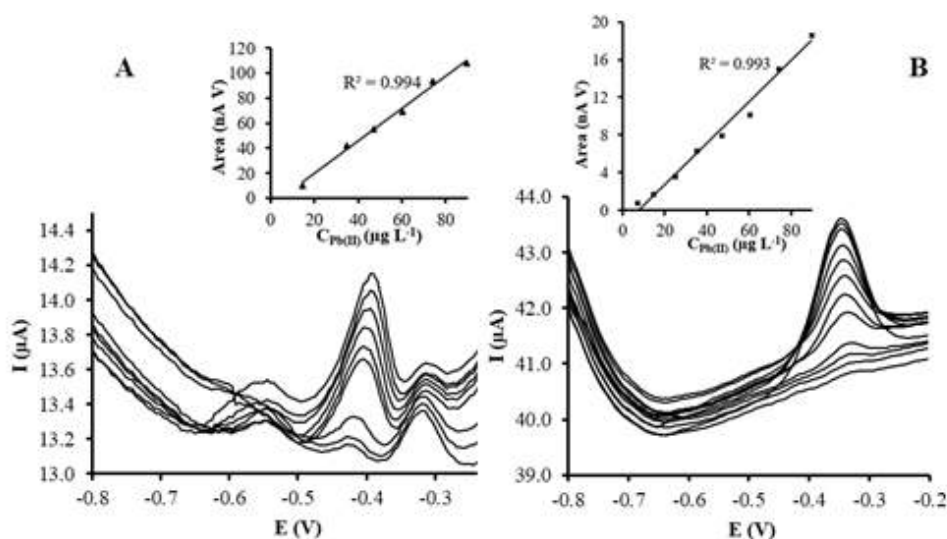 A
120
100
80
60
40
20
0
Area (nA V)
R² = 0.994
0 20 40 60 80
C_Pb(II) (µg L⁻¹)
14.4
14.2
14.0
13.8
13.6
13.4
13.2
13.0
I (µA)
-0.8 -0.7 -0.6 -0.5 -0.4 -0.3
E (V)
B
20
16
12
8
4
0
Area (nA V)
R² = 0.993
0 20 40 60 80
C_Pb(II) (µg L⁻¹)
44.0
43.0
42.0
41.0
40.0
39.0
I (µA)
-0.8 -0.7 -0.6 -0.5 -0.4 -0.3 -0.2
E (V)